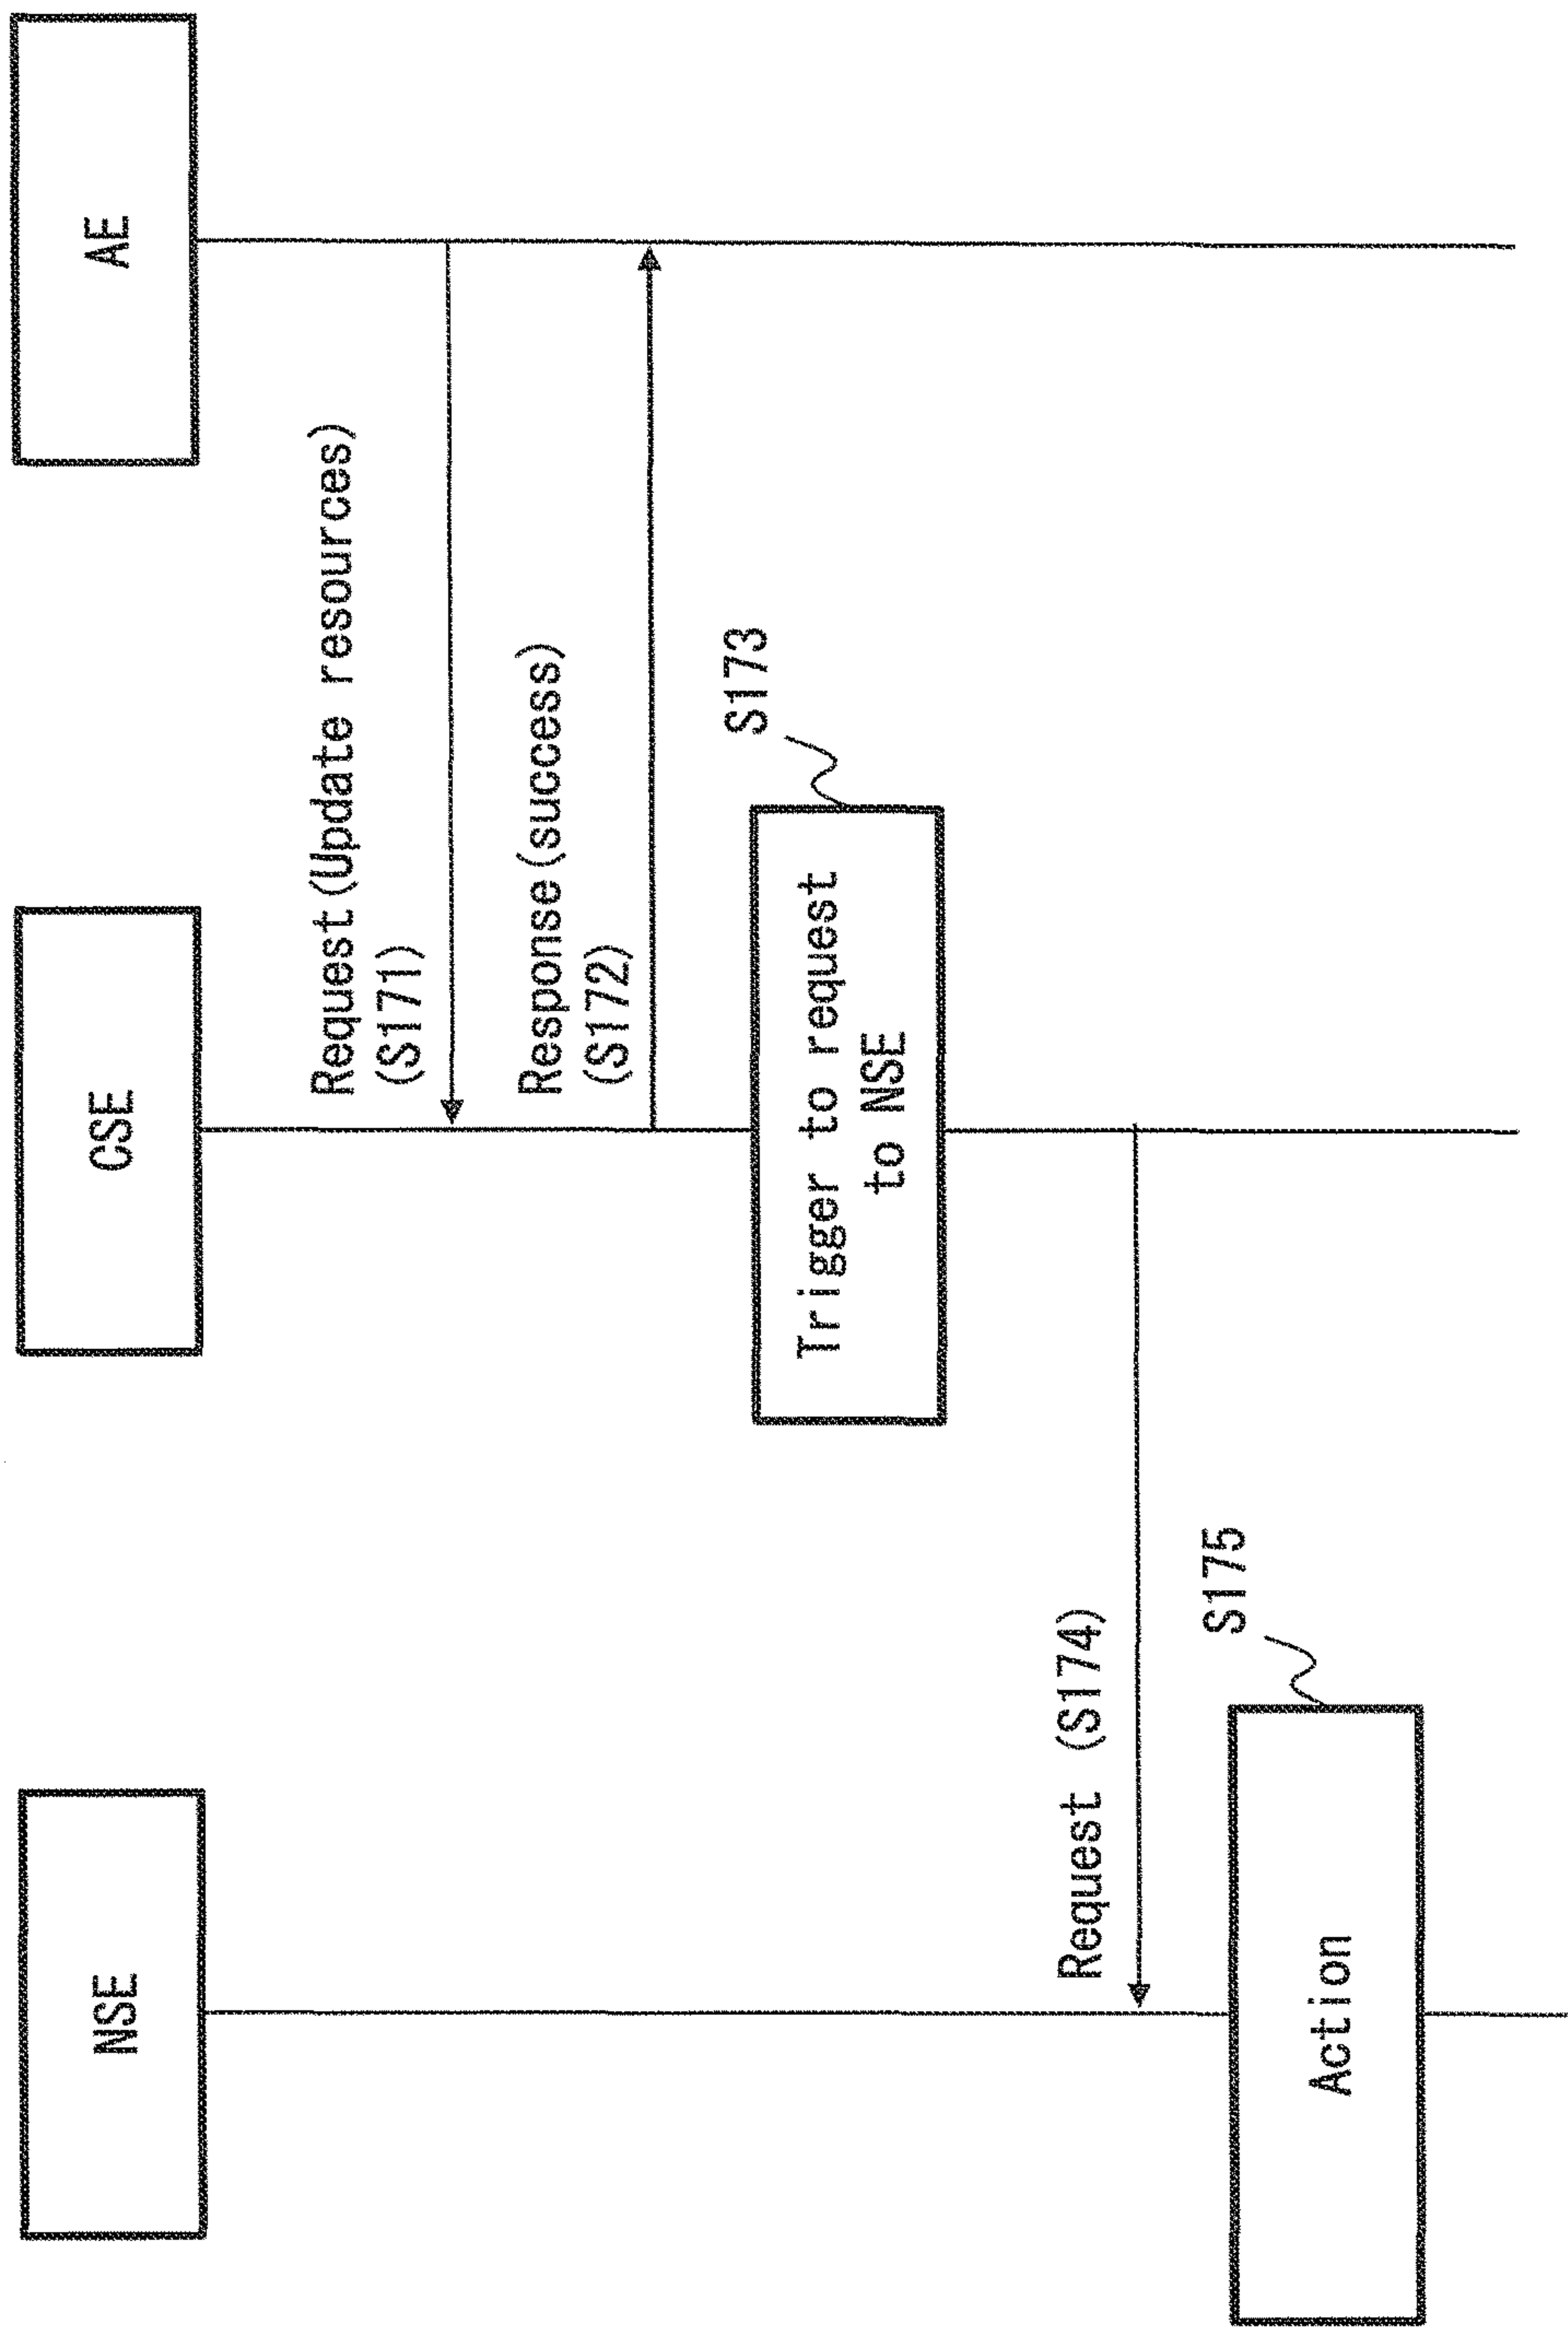 NSE
CSE
AE
Request(Update resources)
(S171)
Response(success)
(S172)
S173
Trigger to request
to NSE
Request (S174)
S175
Action